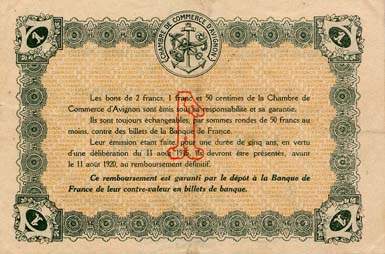 1 1
CHAMBRE DE COMMERCE D'AVIGNON
Les bons de 2 francs, 1 franc et 50 centimes de la Chambre de
Commerce d'Avignon sont émis sous sa responsabilité et sa garantie.
Ils sont toujours échangeables, par sommes rondes de 50 francs au
moins, contre des billets de la Banque de France.
Leur émission étant faite pour une durée de cinq ans, en vertu
d'une délibération du 11 août 1915, ils devront être présentés, avant
le 11 août 1920, au remboursement définitif.
Ce remboursement est garanti par le dépôt à la Banque de
France de leur contre-valeur en billets de banque.
1 1